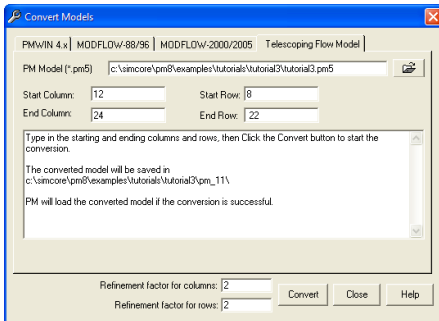 Convert Models
PMWIN 4.x MODFLOW-88/96 MODFLOW-2000/2005 Telescoping Flow Model
PM Model (*.pm5) c:\simcore\pm8\examples\tutorials\tutorial3\tutorial3.pm5
Start Column: 12 Start Row: 8
End Column: 24 End Row: 22
Type in the starting and ending columns and rows, then Click the Convert button to start the
conversion.
The converted model will be saved in
c:\simcore\pm8\examples\tutorials\tutorial3\pm_11\
PM will load the converted model if the conversion is successful.
Refinement factor for columns: 2
Refinement factor for rows: 2
Convert Close Help